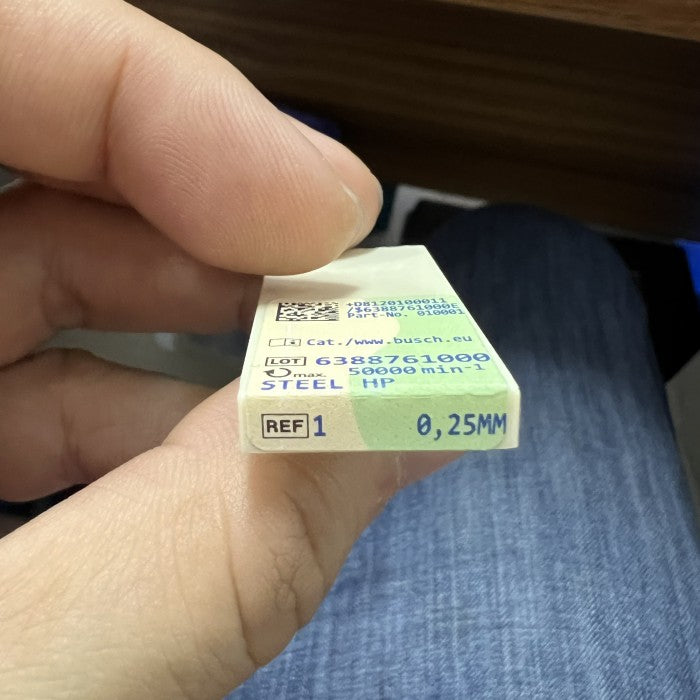 +D8120100011
/$6388761000E
Part-No. 010001
Cat./www.busch.eu
LOT 6388761000
max. 50000 min-1
STEEL HP
REF 1 0,25MM